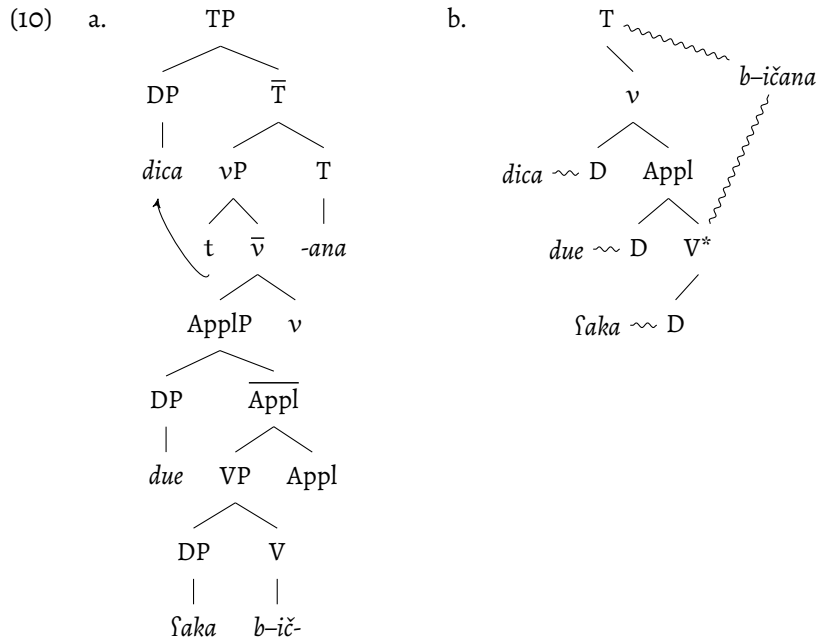 (10) a. TP b. T
b–ičana
DP T̅ v
dica vP T dica D Appl
t v̅ -ana due D V*
ApplP v ʕaka D
DP A̅p̅p̅l̅
due VP Appl
DP V
ʕaka b–ič-